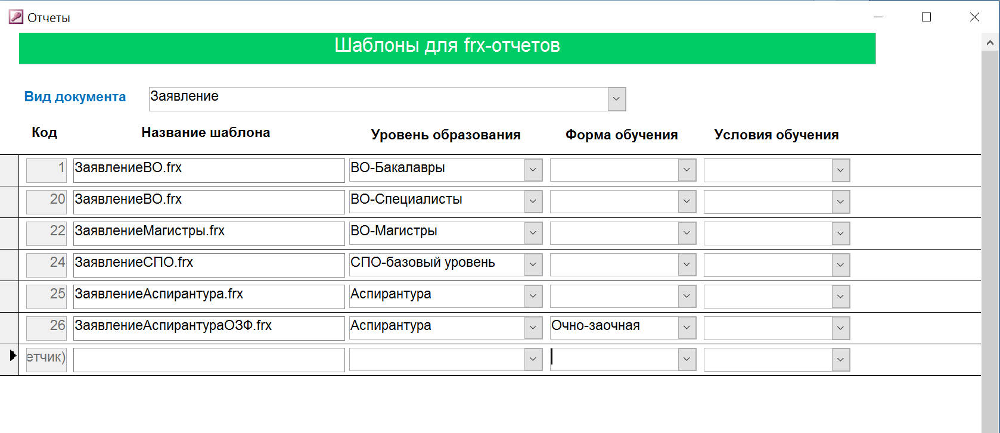 Отчеты
Шаблоны для frx-отчетов
Вид документа Заявление
Код Название шаблона Уровень образования Форма обучения Условия обучения
1 ЗаявлениеВО.frx ВО-Бакалавры
20 ЗаявлениеВО.frx ВО-Специалисты
22 ЗаявлениеМагистры.frx ВО-Магистры
24 ЗаявлениеСПО.frx СПО-базовый уровень
25 ЗаявлениеАспирантура.frx Аспирантура
26 ЗаявлениеАспирантураОЗФ.frx Аспирантура Очно-заочная
етчик)